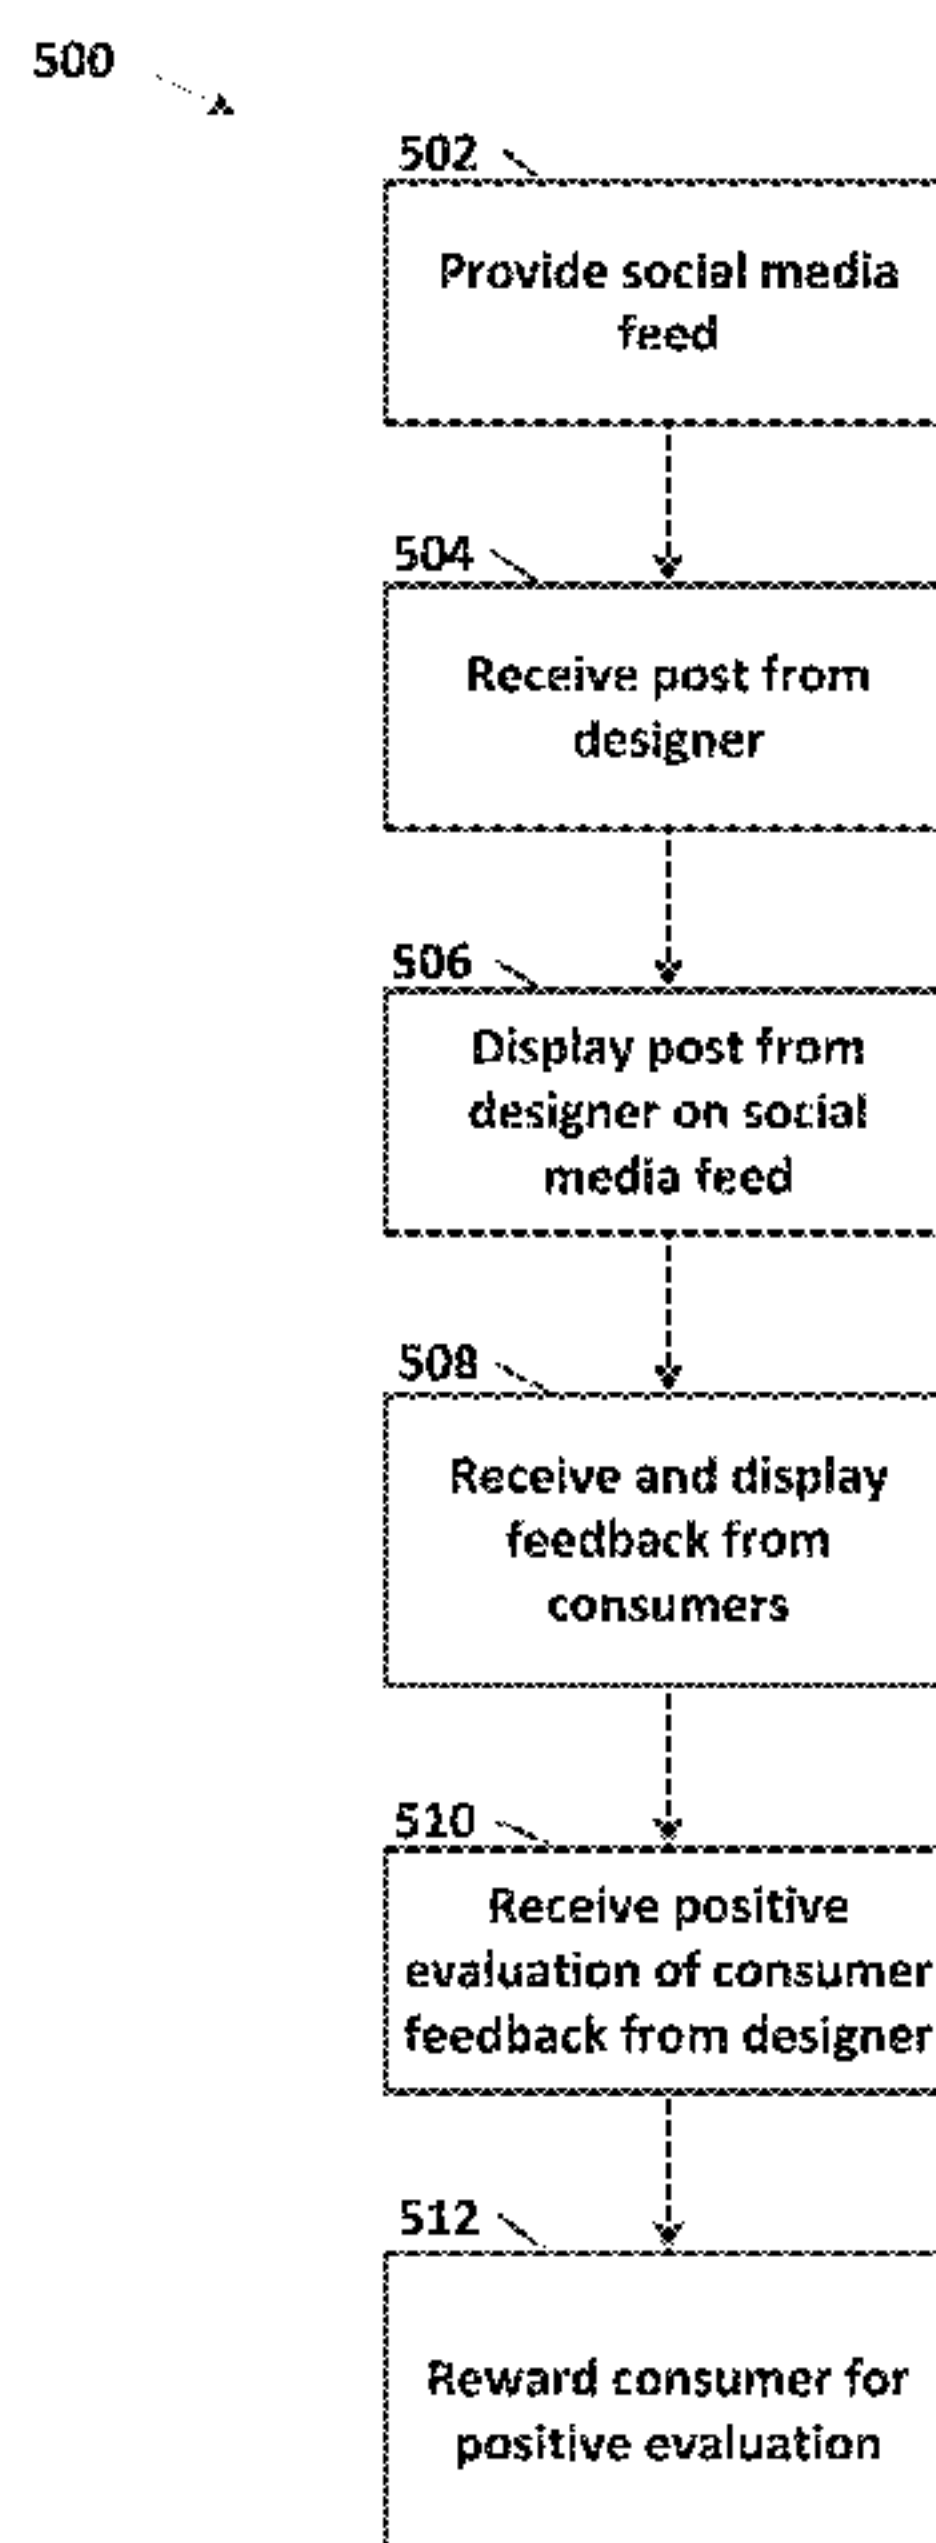 500
502
Provide social media
feed
504
Receive post from
designer
506
Display post from
designer on social
media feed
508
Receive and display
feedback from
consumers
510
Receive positive
evaluation of consumer
feedback from designer
512
Reward consumer for
positive evaluation